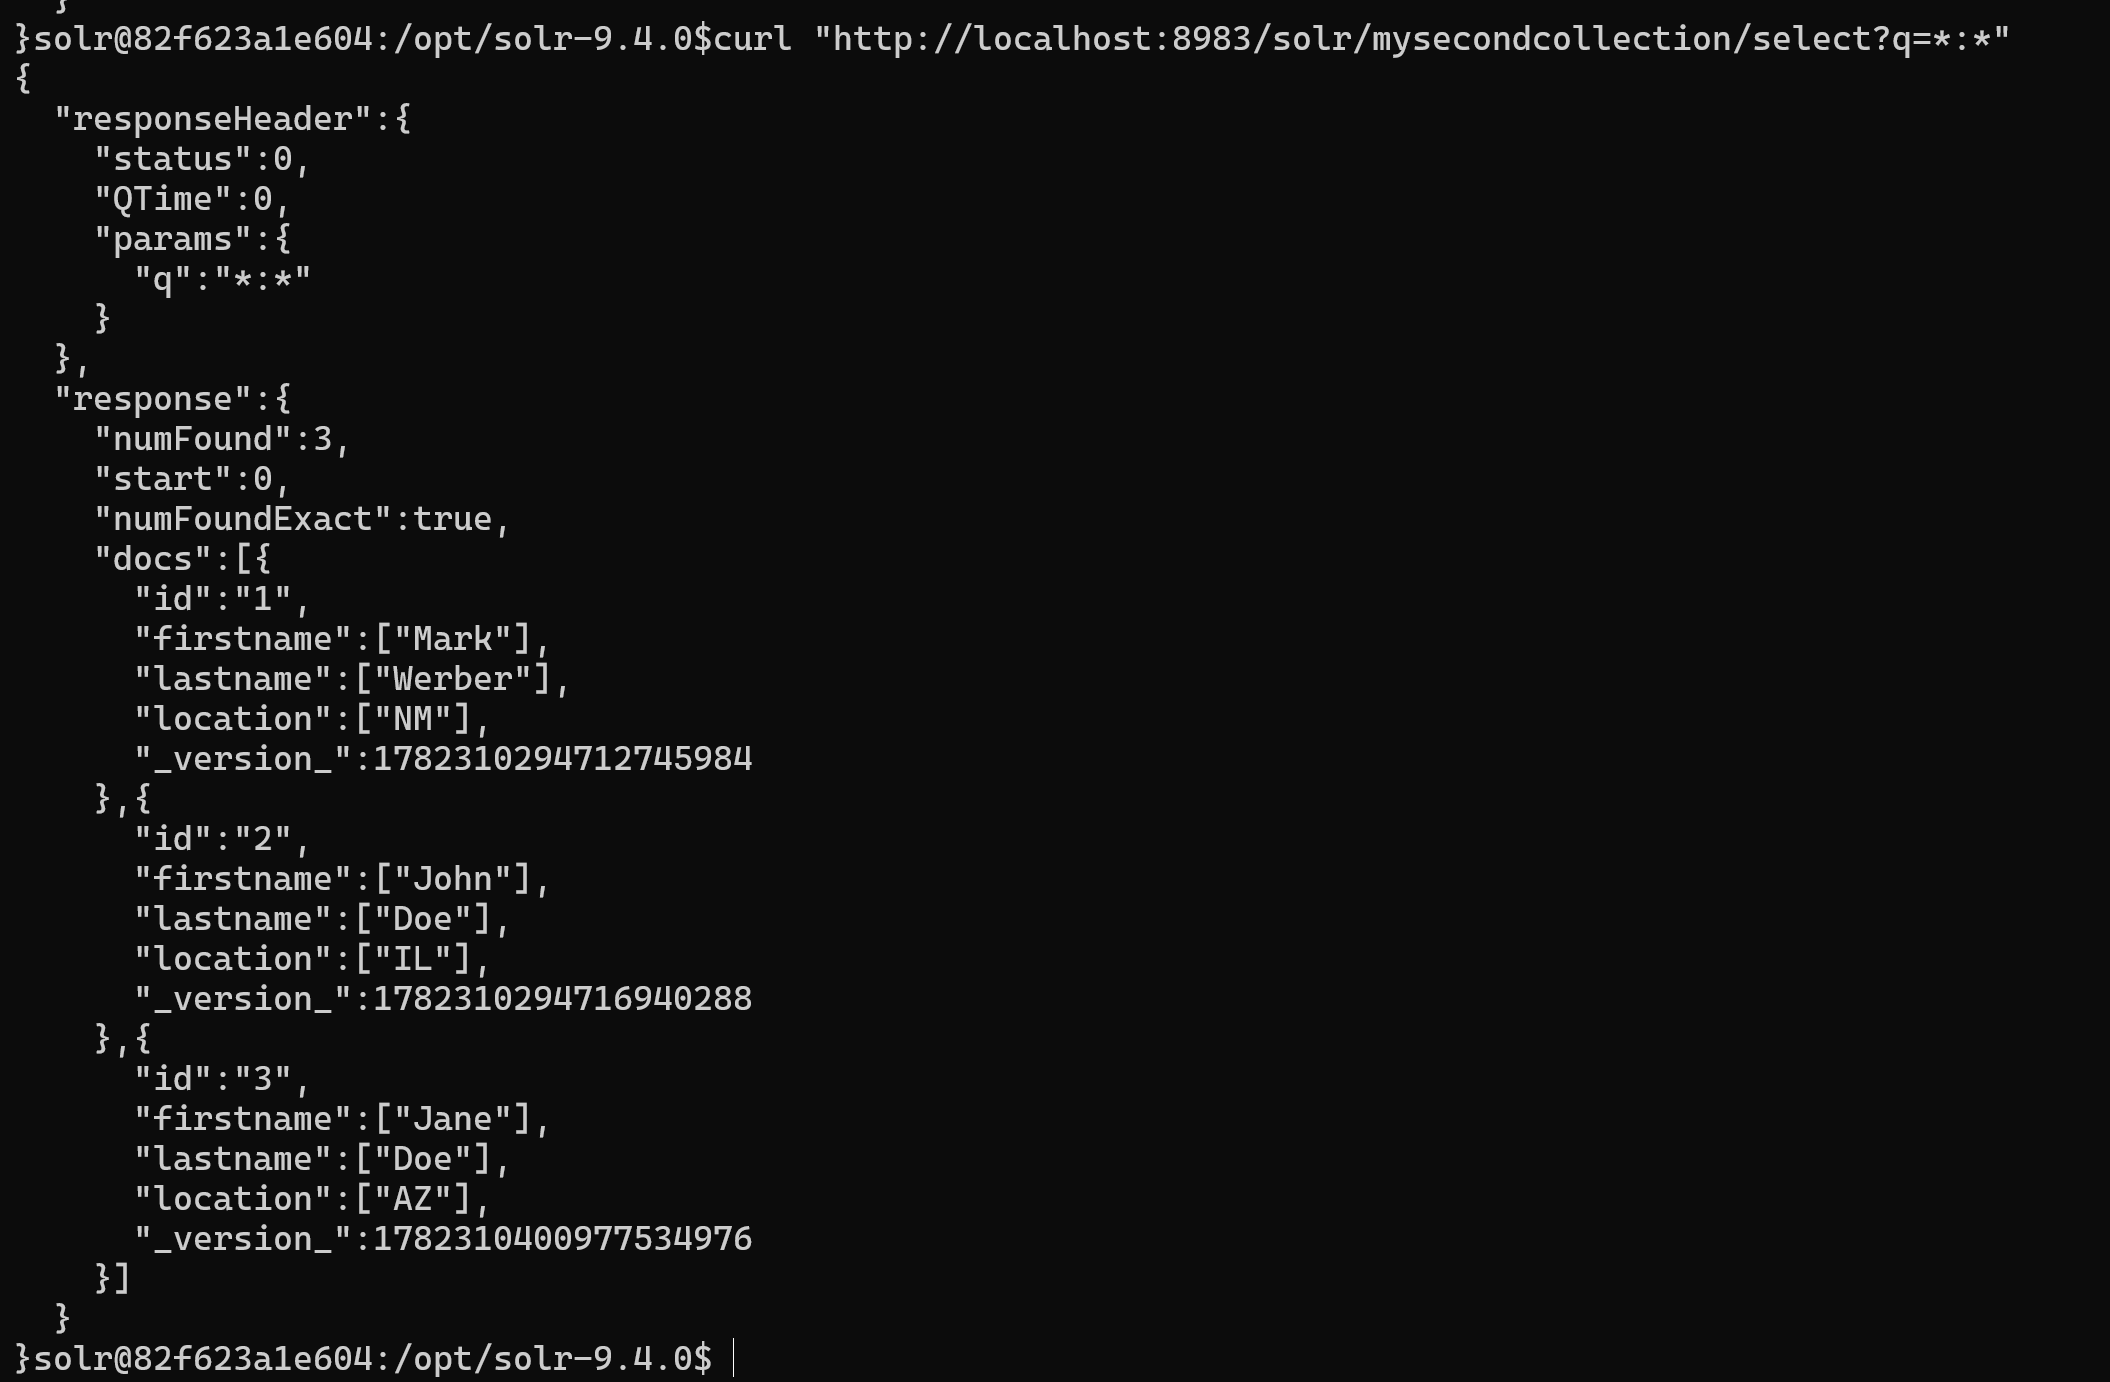 }
}solr@82f623a1e604:/opt/solr-9.4.0$curl "http://localhost:8983/solr/mysecondcollection/select?q=*:*"
{
  "responseHeader":{
    "status":0,
    "QTime":0,
    "params":{
      "q":"*:*"
    }
  },
  "response":{
    "numFound":3,
    "start":0,
    "numFoundExact":true,
    "docs":[{
      "id":"1",
      "firstname":["Mark"],
      "lastname":["Werber"],
      "location":["NM"],
      "_version_":1782310294712745984
    },{
      "id":"2",
      "firstname":["John"],
      "lastname":["Doe"],
      "location":["IL"],
      "_version_":1782310294716940288
    },{
      "id":"3",
      "firstname":["Jane"],
      "lastname":["Doe"],
      "location":["AZ"],
      "_version_":1782310400977534976
    }]
  }
}solr@82f623a1e604:/opt/solr-9.4.0$